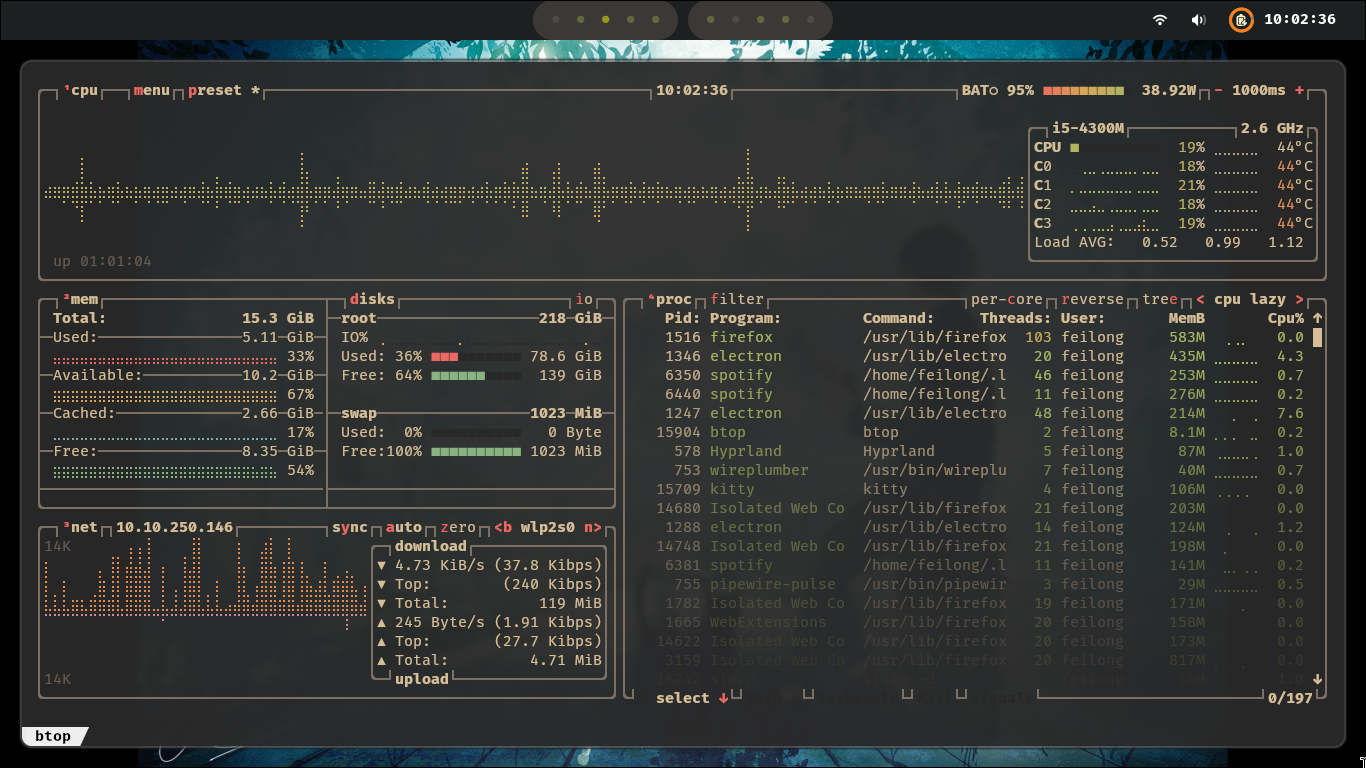 10:02:36
¹cpu menu preset * 10:02:36 BAT○ 95% 38.92W - 1000ms +
i5-4300M 2.6 GHz
CPU 19% 44°C
C0 18% 44°C
C1 21% 44°C
C2 18% 44°C
C3 19% 44°C
Load AVG: 0.52 0.99 1.12
up 01:01:04
²mem
Total: 15.3 GiB
Used: 5.11 GiB
33%
Available: 10.2 GiB
67%
Cached: 2.66 GiB
17%
Free: 8.35 GiB
54%
disks io
root 218 GiB
IO%
Used: 36% 78.6 GiB
Free: 64% 139 GiB
swap 1023 MiB
Used: 0% 0 Byte
Free:100% 1023 MiB
³net 10.10.250.146 sync auto zero <b wlp2s0 n>
14K
14K
download
▼ 4.73 KiB/s (37.8 Kibps)
▼ Top: (240 Kibps)
▼ Total: 119 MiB
▲ 245 Byte/s (1.91 Kibps)
▲ Top: (27.7 Kibps)
▲ Total: 4.71 MiB
upload
⁴proc filter per-core reverse tree < cpu lazy >
Pid: Program: Command: Threads: User: MemB Cpu% ↑
1516 firefox /usr/lib/firefox 103 feilong 583M 0.0
1346 electron /usr/lib/electro 20 feilong 435M 4.3
6350 spotify /home/feilong/.l 46 feilong 253M 0.7
6440 spotify /home/feilong/.l 11 feilong 276M 0.2
1247 electron /usr/lib/electro 48 feilong 214M 7.6
15904 btop btop 2 feilong 8.1M 0.2
578 Hyprland Hyprland 5 feilong 87M 1.0
753 wireplumber /usr/bin/wireplu 7 feilong 40M 0.7
15709 kitty kitty 4 feilong 106M 0.0
14680 Isolated Web Co /usr/lib/firefox 21 feilong 203M 0.0
1288 electron /usr/lib/electro 14 feilong 124M 1.2
14748 Isolated Web Co /usr/lib/firefox 21 feilong 198M 0.0
6381 spotify /home/feilong/.l 11 feilong 141M 0.2
755 pipewire-pulse /usr/bin/pipewir 3 feilong 29M 0.5
1782 Isolated Web Co /usr/lib/firefox 19 feilong 171M 0.0
1665 WebExtensions /usr/lib/firefox 20 feilong 158M 0.0
14622 Isolated Web Co /usr/lib/firefox 20 feilong 173M 0.0
3159 Isolated Web Co /usr/lib/firefox 20 feilong 817M 0.0
select ↓ 0/197 ↓
btop